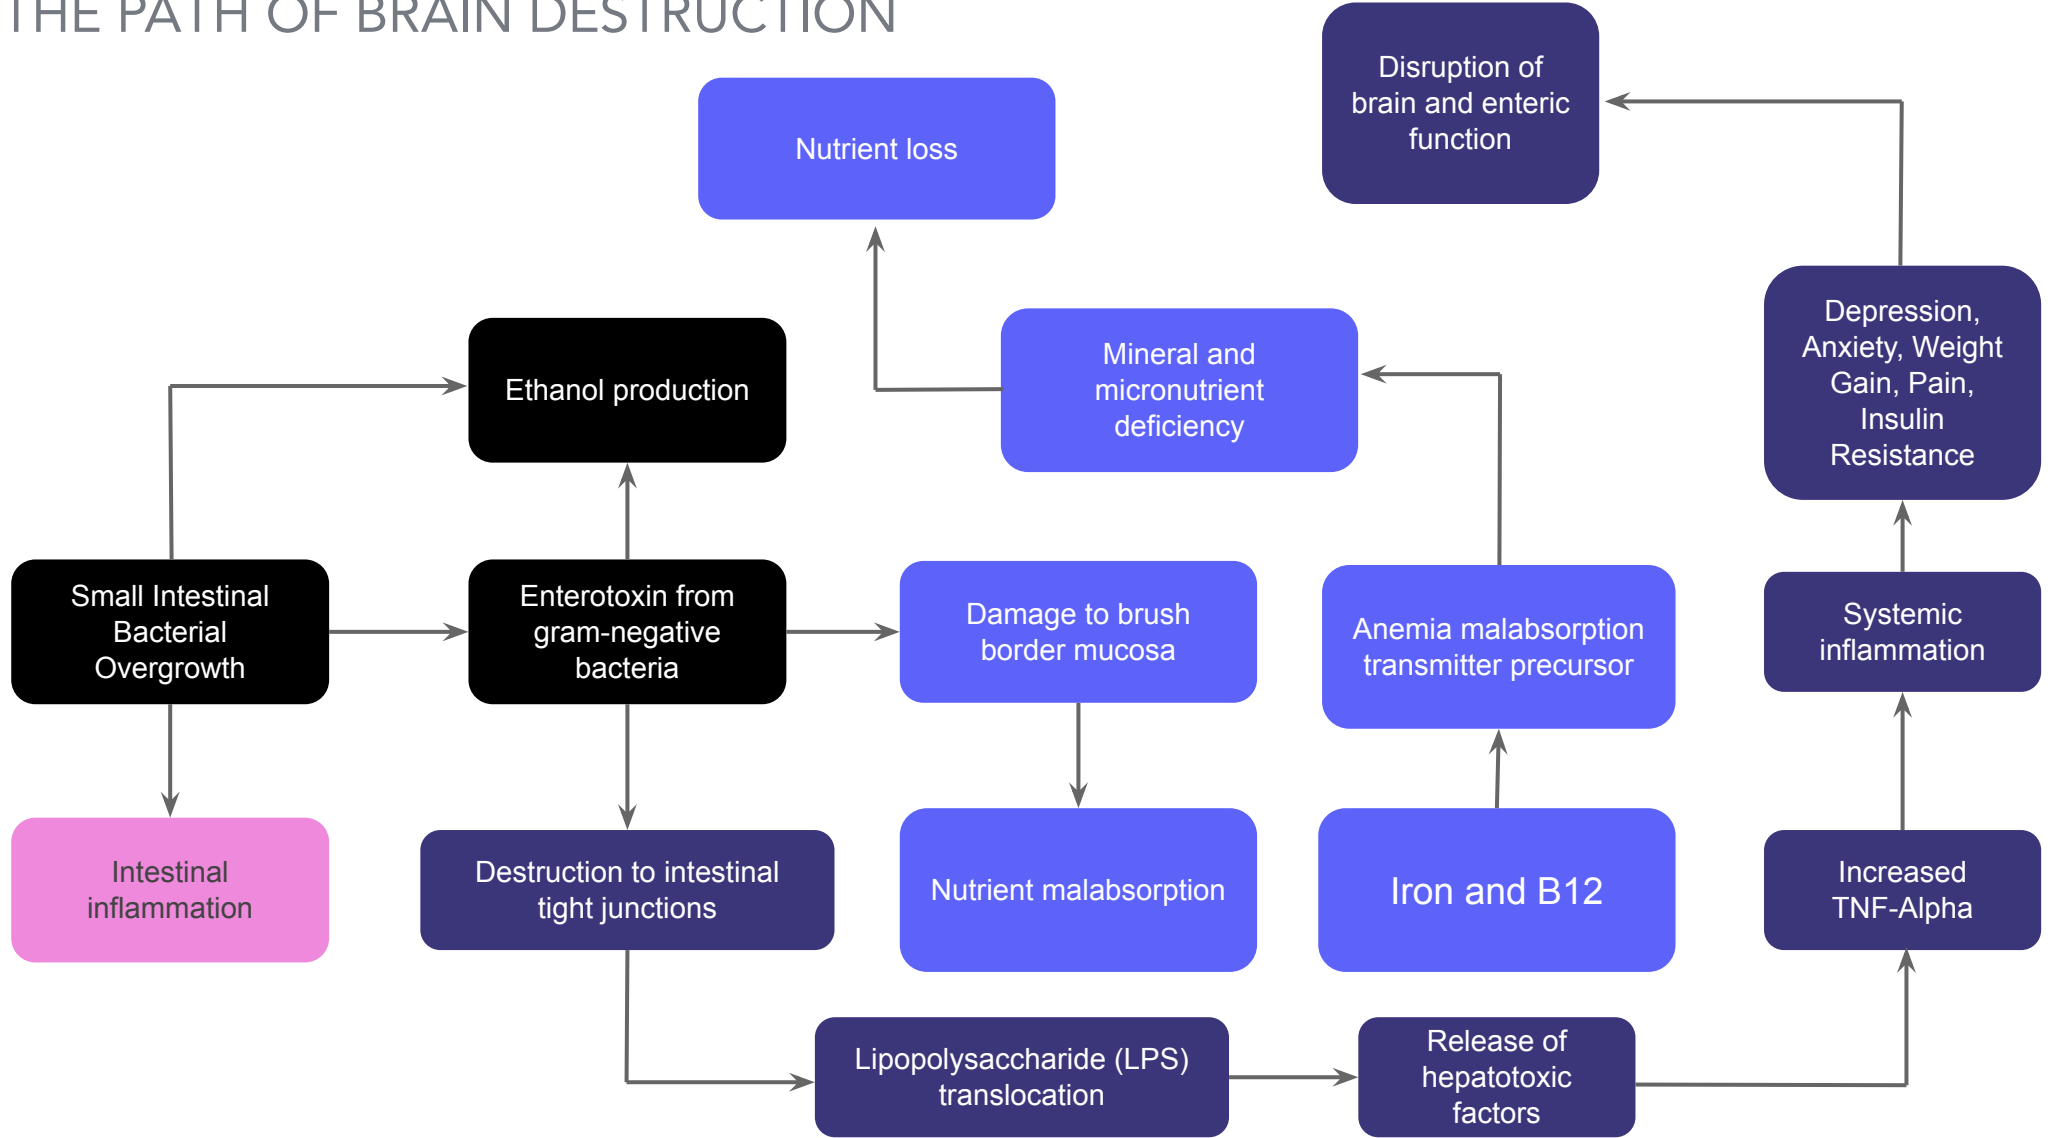 THE PATH OF BRAIN DESTRUCTION
Disruption of
brain and enteric
function
Nutrient loss
Depression,
Anxiety, Weight
Gain, Pain,
Insulin
Resistance
Mineral and
micronutrient
deficiency
Ethanol production
Small Intestinal
Bacterial
Overgrowth
Enterotoxin from
gram-negative
bacteria
Damage to brush
border mucosa
Anemia malabsorption
transmitter precursor
Systemic
inflammation
Intestinal
inflammation
Destruction to intestinal
tight junctions
Nutrient malabsorption
Iron and B12
Increased
TNF-Alpha
Lipopolysaccharide (LPS)
translocation
Release of
hepatotoxic
factors